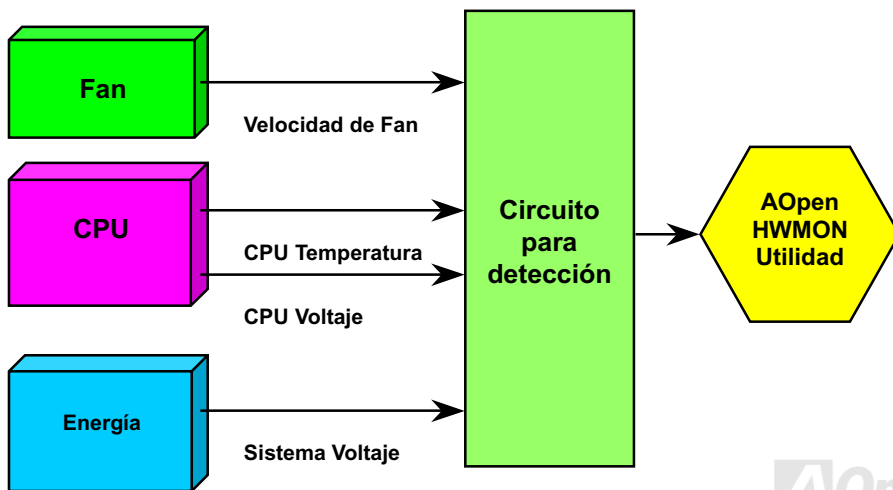 Fan
Velocidad de Fan
CPU
CPU Temperatura
CPU Voltaje
Energía
Sistema Voltaje
Circuito
para
detección
AOpen
HWMON
Utilidad